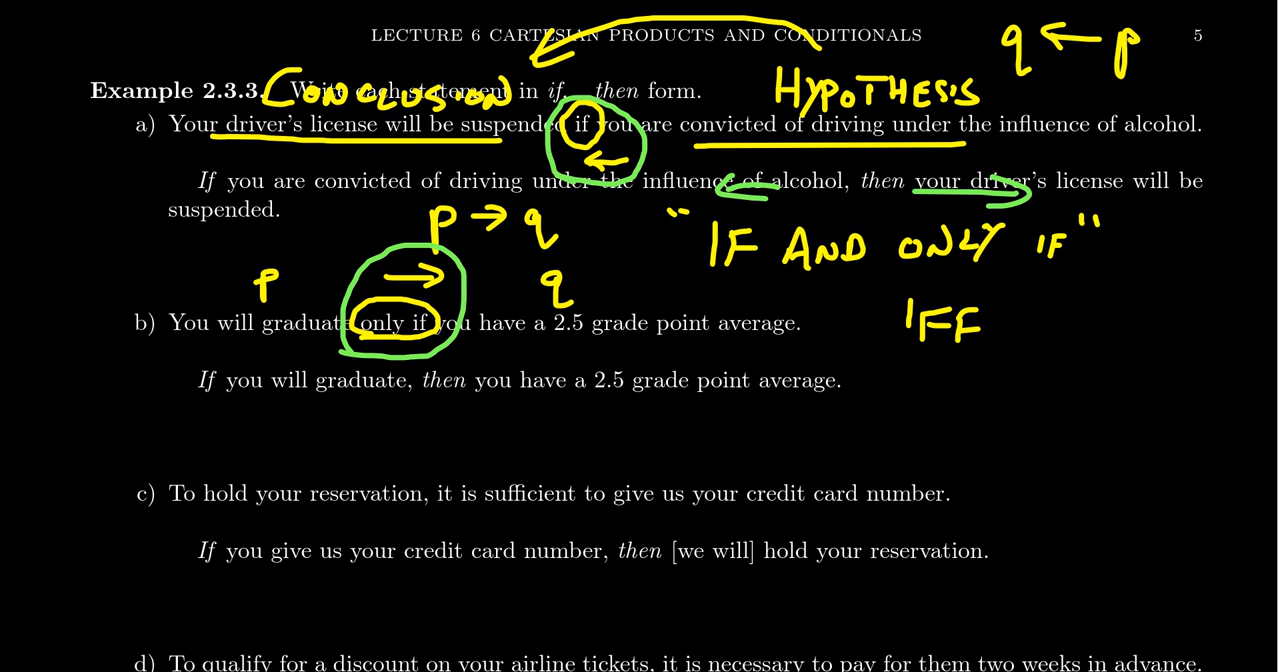 LECTURE 6 CARTESIAN PRODUCTS AND CONDITIONALS 5
q ← p
Example 2.3.3. Write each statement in if... then form.
CONCLUSION HYPOTHESIS
a) Your driver's license will be suspended if you are convicted of driving under the influence of alcohol.
←
If you are convicted of driving under the influence of alcohol, then your driver's license will be
suspended.
p → q
" IF AND ONLY IF "
p → q
b) You will graduate only if you have a 2.5 grade point average.
IFF
If you will graduate, then you have a 2.5 grade point average.
c) To hold your reservation, it is sufficient to give us your credit card number.
If you give us your credit card number, then [we will] hold your reservation.
d) To qualify for a discount on your airline tickets, it is necessary to pay for them two weeks in advance.